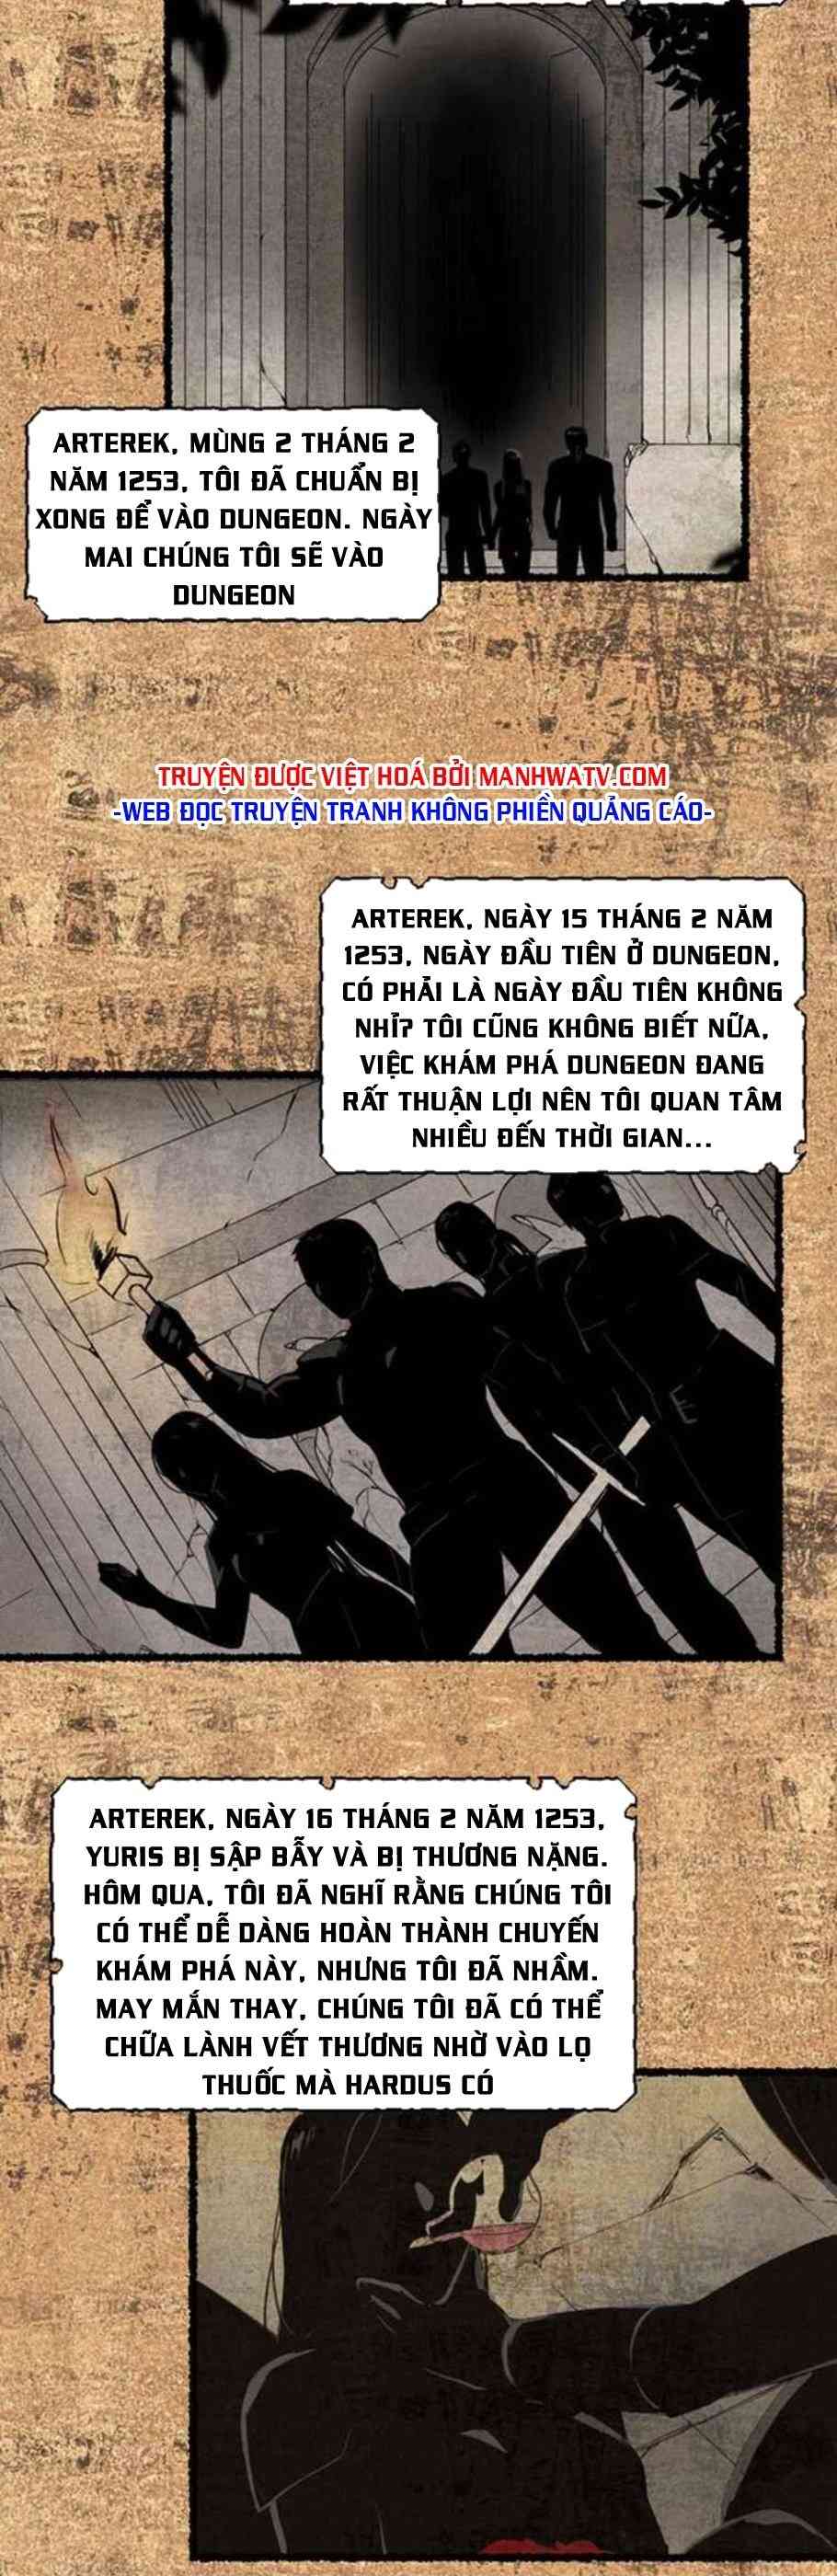 ARTEREK, MÙNG 2 THÁNG 2
NĂM 1253, TÔI ĐÃ CHUẨN BỊ
XONG ĐỂ VÀO DUNGEON. NGÀY
MAI CHÚNG TÔI SẼ VÀO
DUNGEON
TRUYỆN ĐƯỢC VIỆT HOÁ BỞI MANHWATV.COM
-WEB ĐỌC TRUYỆN TRANH KHÔNG PHIỀN QUẢNG CÁO-
ARTEREK, NGÀY 15 THÁNG 2 NĂM
1253, NGÀY ĐẦU TIÊN Ở DUNGEON,
CÓ PHẢI LÀ NGÀY ĐẦU TIÊN KHÔNG
NHỈ? TÔI CŨNG KHÔNG BIẾT NỮA,
VIỆC KHÁM PHÁ DUNGEON ĐANG
RẤT THUẬN LỢI NÊN TÔI QUAN TÂM
NHIỀU ĐẾN THỜI GIAN...
ARTEREK, NGÀY 16 THÁNG 2 NĂM 1253,
YURIS BỊ SẬP BẪY VÀ BỊ THƯƠNG NẶNG.
HÔM QUA, TÔI ĐÃ NGHĨ RẰNG CHÚNG TÔI
CÓ THỂ DỄ DÀNG HOÀN THÀNH CHUYẾN
KHÁM PHÁ NÀY, NHƯNG TÔI ĐÃ NHẦM.
MAY MẮN THAY, CHÚNG TÔI ĐÃ CÓ THỂ
CHỮA LÀNH VẾT THƯƠNG NHỜ VÀO LỌ
THUỐC MÀ HARDUS CÓ